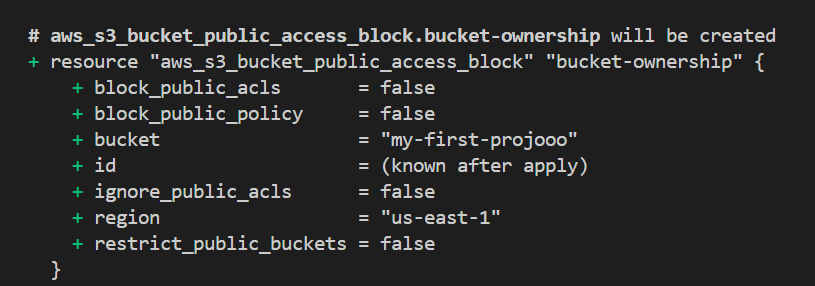 # aws_s3_bucket_public_access_block.bucket-ownership will be created
+ resource "aws_s3_bucket_public_access_block" "bucket-ownership" {
+ block_public_acls = false
+ block_public_policy = false
+ bucket = "my-first-projooo"
+ id = (known after apply)
+ ignore_public_acls = false
+ region = "us-east-1"
+ restrict_public_buckets = false
}